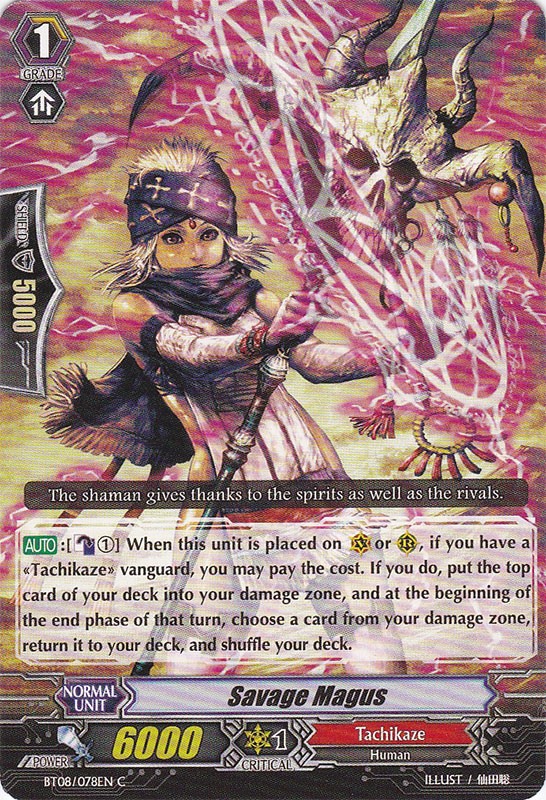 1
GRADE
SHIELD
5000
The shaman gives thanks to the spirits as well as the rivals.
AUTO:[①] When this unit is placed on or , if you have a
«Tachikaze» vanguard, you may pay the cost. If you do, put the top
card of your deck into your damage zone, and at the beginning of
the end phase of that turn, choose a card from your damage zone,
return it to your deck, and shuffle your deck.
NORMAL
UNIT
Savage Magus
POWER
6000
1
CRITICAL
Tachikaze
Human
BT08/078EN C
ILLUST / 仙田聡